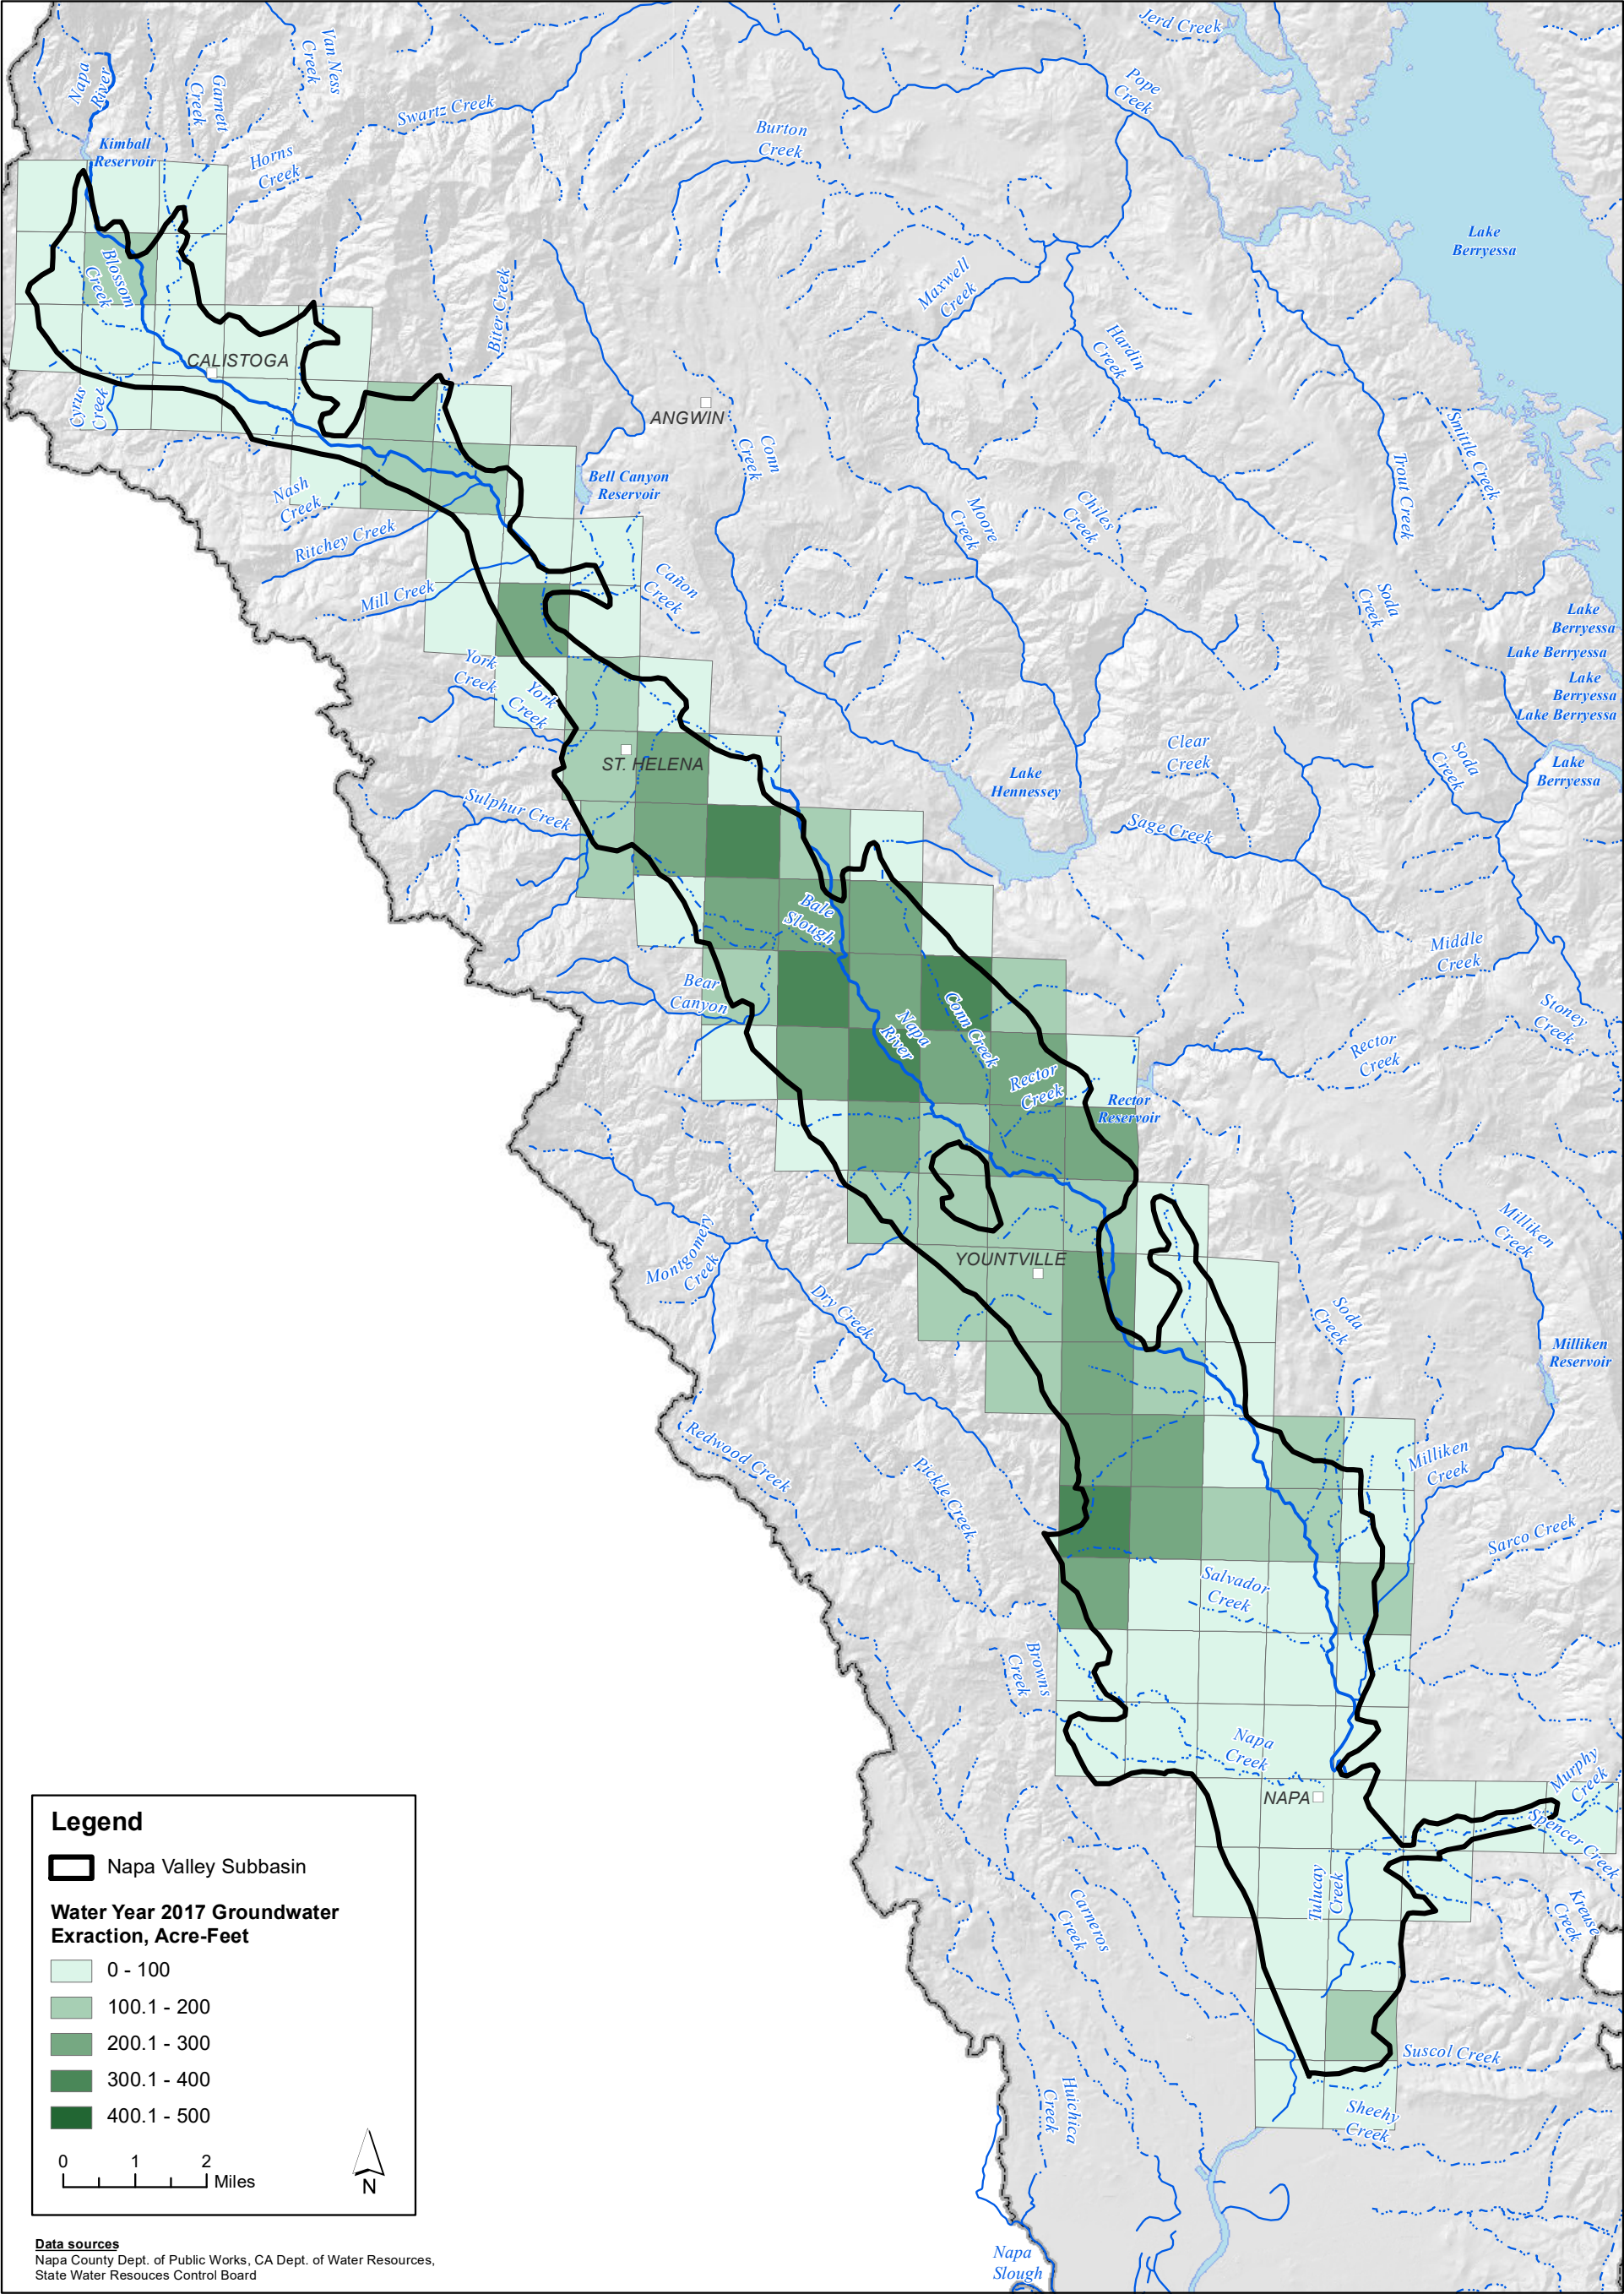 Jerd Creek
Van Ness
Creek
Napa
River
Garnett
Creek
Pope
Creek
Swartz Creek
Burton
Creek
Kimball
Reservoir
Horns
Creek
Lake
Berryessa
Blossom
Creek
Maxwell
Creek
Biter Creek
Hardin
Creek
CALISTOGA
Cyrus
Creek
ANGWIN
Conn
Creek
Smittle Creek
Trout Creek
Bell Canyon
Reservoir
Nash
Creek
Moore
Creek
Chiles
Creek
Ritchey Creek
Mill Creek
Cañon
Creek
Soda
Creek
Lake
Berryessa
Lake Berryessa
Lake
Berryessa
Lake Berryessa
York
Creek
York
Creek
Clear
Creek
Soda
Creek
Lake
Berryessa
ST. HELENA
Lake
Hennessey
Sulphur Creek
Sage Creek
Bale
Slough
Middle
Creek
Bear
Canyon
Conn Creek
Napa
River
Stoney
Creek
Rector
Creek
Rector
Creek
Rector
Reservoir
Milliken
Creek
Montgomery
Creek
YOUNTVILLE
Dry Creek
Soda
Creek
Milliken
Reservoir
Redwood Creek
Pickle Creek
Milliken
Creek
Sarco Creek
Salvador
Creek
Browns
Creek
Napa
Creek
NAPA
Murphy
Creek
Spencer Creek
Tulucay
Creek
Kreuse
Creek
Carneros
Creek
Suscol Creek
Huichica
Creek
Sheehy
Creek
Napa
Slough
Legend
Napa Valley Subbasin
Water Year 2017 Groundwater
Exraction, Acre-Feet
0 - 100
100.1 - 200
200.1 - 300
300.1 - 400
400.1 - 500
0 1 2
Miles
N
Data sources
Napa County Dept. of Public Works, CA Dept. of Water Resources,
State Water Resouces Control Board